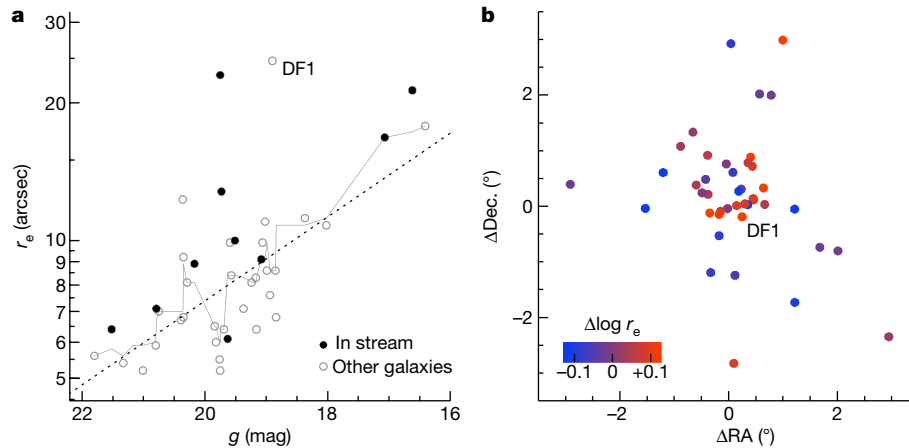 a
30
20
10
9
8
7
6
5
r_e (arcsec)
DF1
In stream
Other galaxies
22
20
18
16
g (mag)
b
2
0
−2
ΔDec. (°)
DF1
Δlog r_e
−0.1
0
+0.1
−2
0
2
ΔRA (°)